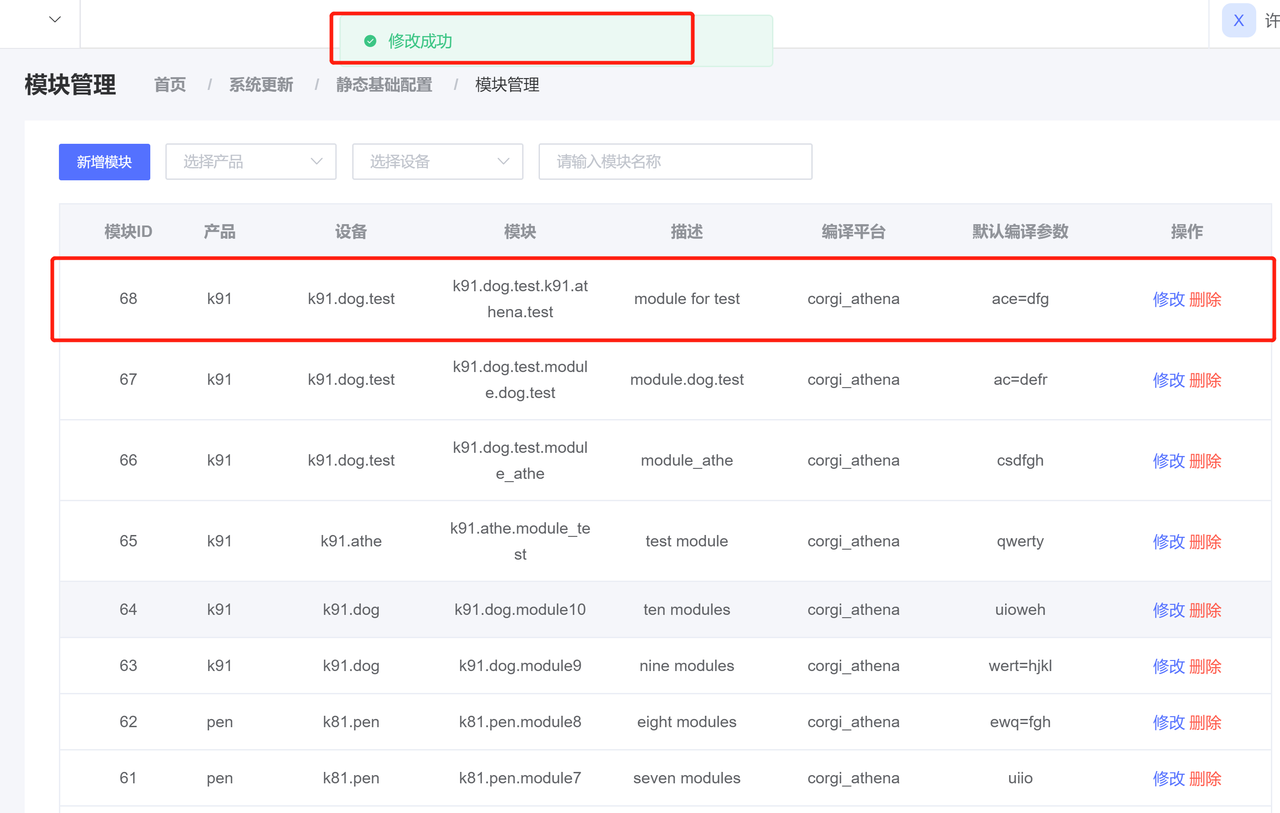 修改成功
X 许
模块管理 首页 / 系统更新 / 静态基础配置 / 模块管理
新增模块 选择产品 选择设备 请输入模块名称
模块ID 产品 设备 模块 描述 编译平台 默认编译参数 操作
68 k91 k91.dog.test k91.dog.test.k91.at module for test corgi_athena ace=dfg 修改 删除
hena.test
67 k91 k91.dog.test k91.dog.test.modul module.dog.test corgi_athena ac=defr 修改 删除
e.dog.test
66 k91 k91.dog.test k91.dog.test.modul module_athe corgi_athena csdfgh 修改 删除
e_athe
65 k91 k91.athe k91.athe.module_te test module corgi_athena qwerty 修改 删除
st
64 k91 k91.dog k91.dog.module10 ten modules corgi_athena uioweh 修改 删除
63 k91 k91.dog k91.dog.module9 nine modules corgi_athena wert=hjkl 修改 删除
62 pen k81.pen k81.pen.module8 eight modules corgi_athena ewq=fgh 修改 删除
61 pen k81.pen k81.pen.module7 seven modules corgi_athena uiio 修改 删除